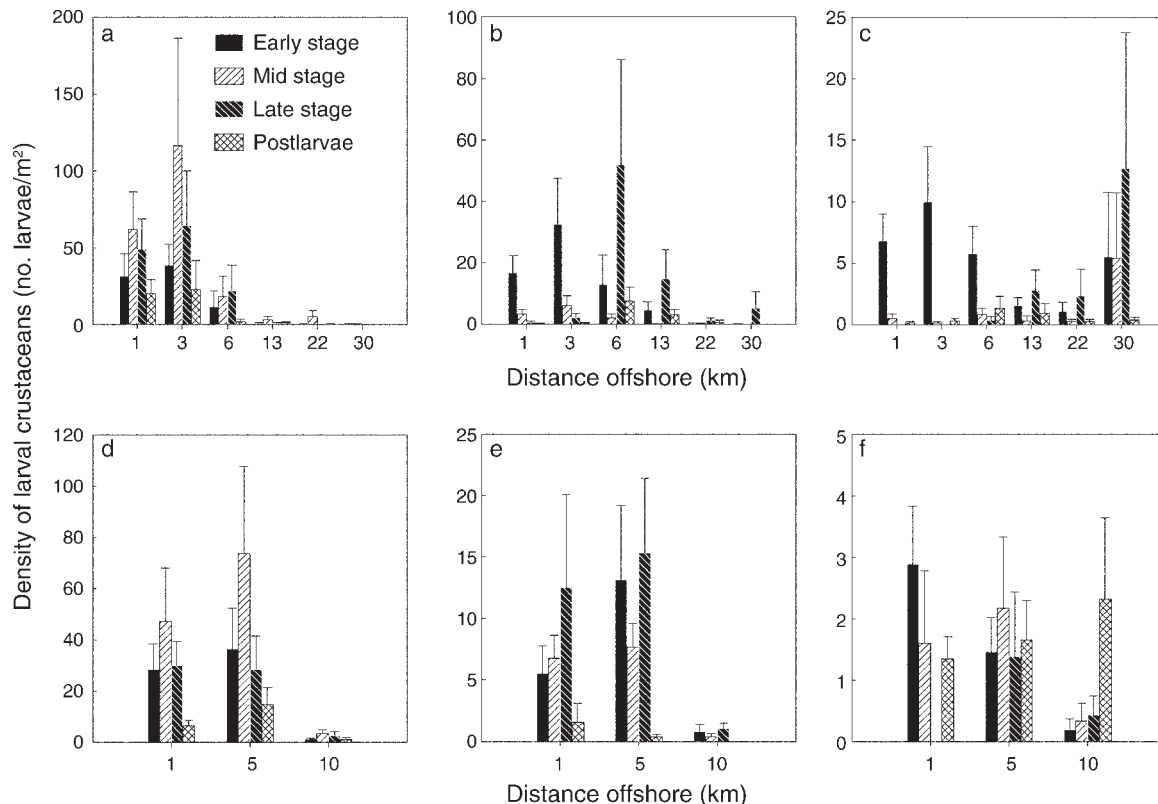 Density of larval crustaceans (no. larvae/m²)
a
200
150
100
50
0
Early stage
Mid stage
Late stage
Postlarvae
1 3 6 13 22 30
b
100
80
60
40
20
0
1 3 6 13 22 30
c
25
20
15
10
5
0
1 3 6 13 22 30
Distance offshore (km)
d
120
100
80
60
40
20
0
1 5 10
e
25
20
15
10
5
0
1 5 10
f
5
4
3
2
1
0
1 5 10
Distance offshore (km)